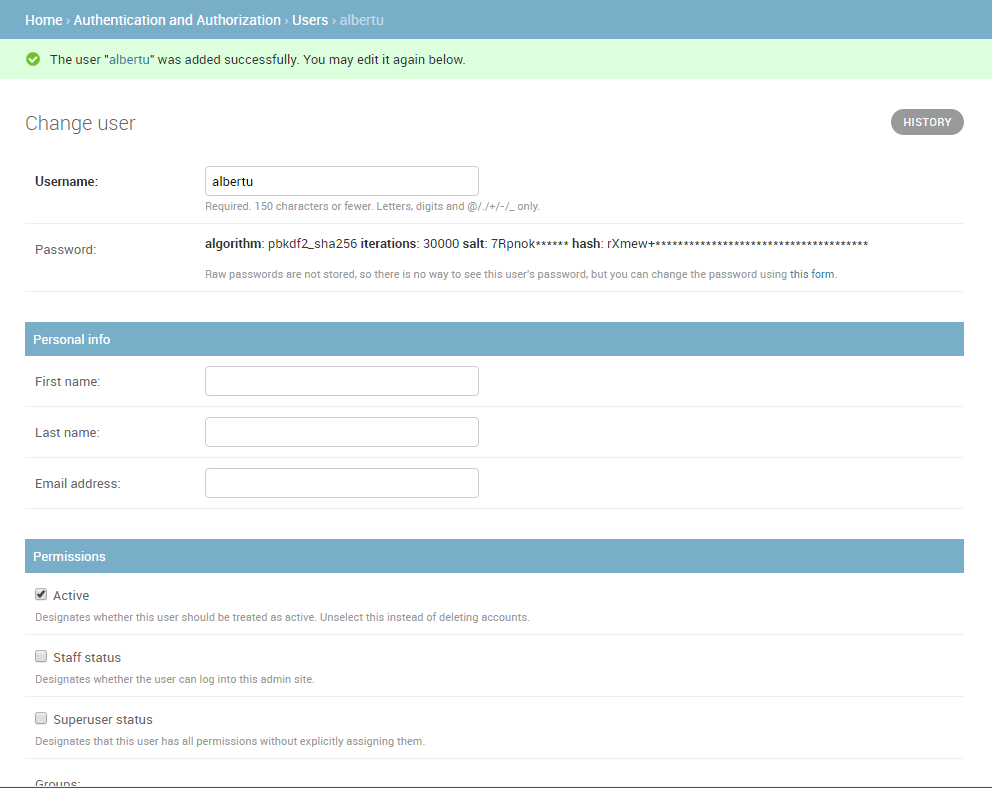 Home › Authentication and Authorization › Users › albertu
The user "albertu" was added successfully. You may edit it again below.
Change user
HISTORY
Username:
albertu
Required. 150 characters or fewer. Letters, digits and @/./+/-/_ only.
Password:
algorithm: pbkdf2_sha256 iterations: 30000 salt: 7Rpnok****** hash: rXmew+**************************************
Raw passwords are not stored, so there is no way to see this user's password, but you can change the password using this form.
Personal info
First name:
Last name:
Email address:
Permissions
Active
Designates whether this user should be treated as active. Unselect this instead of deleting accounts.
Staff status
Designates whether the user can log into this admin site.
Superuser status
Designates that this user has all permissions without explicitly assigning them.
Groups: